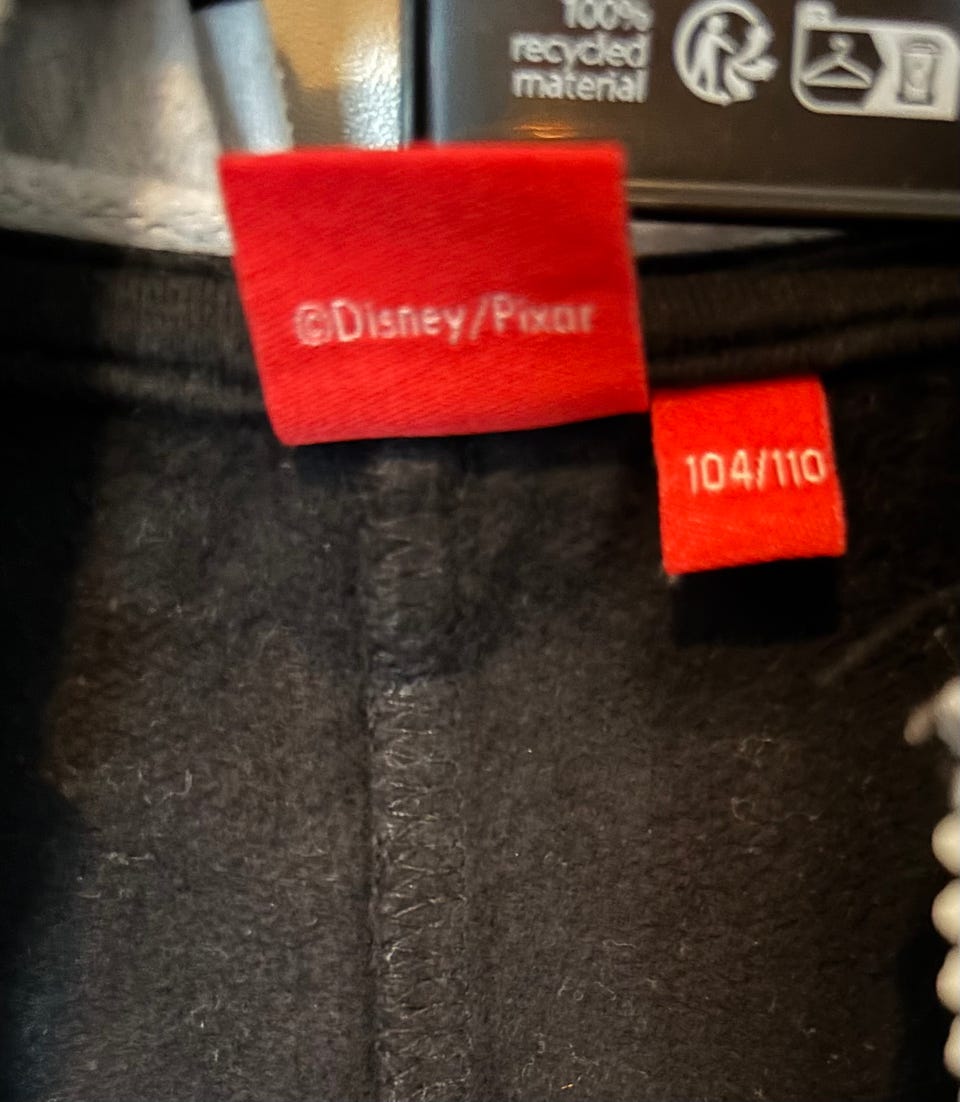 100%
recycled
material
©Disney/Pixar
104/110